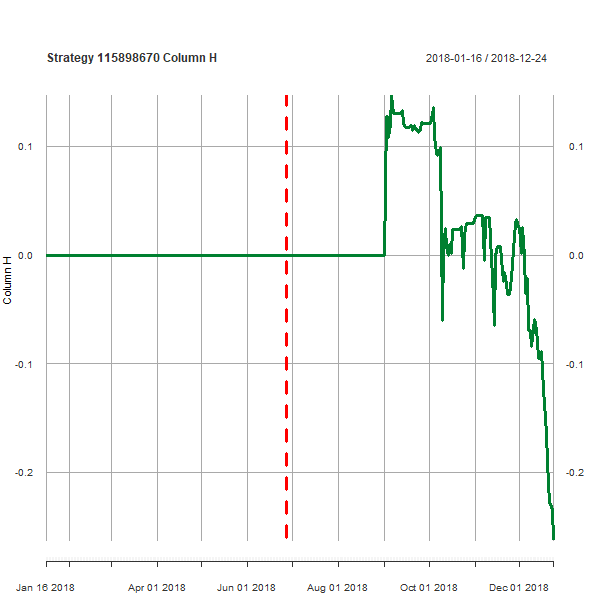 Strategy 115898670 Column H
2018-01-16 / 2018-12-24
0.1
0.1
0.0
0.0
Column H
-0.1
-0.1
-0.2
-0.2
Jan 16 2018
Apr 01 2018
Jun 01 2018
Aug 01 2018
Oct 01 2018
Dec 01 2018